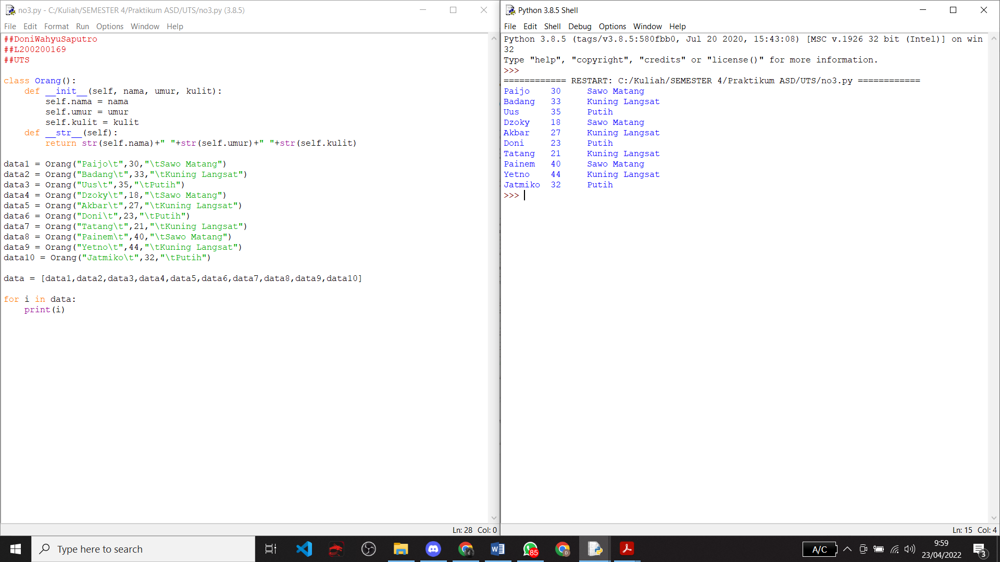 no3.py - C:/Kuliah/SEMESTER 4/Praktikum ASD/UTS/no3.py (3.8.5)
File Edit Format Run Options Window Help
##DoniWahyuSaputro
##L200200169
##UTS
class Orang():
    def __init__(self, nama, umur, kulit):
        self.nama = nama
        self.umur = umur
        self.kulit = kulit
    def __str__(self):
        return str(self.nama)+" "+str(self.umur)+" "+str(self.kulit)
data1 = Orang("Paijo\t",30,"\tSawo Matang")
data2 = Orang("Badang\t",33,"\tKuning Langsat")
data3 = Orang("Uus\t",35,"\tPutih")
data4 = Orang("Dzoky\t",18,"\tSawo Matang")
data5 = Orang("Akbar\t",27,"\tKuning Langsat")
data6 = Orang("Doni\t",23,"\tPutih")
data7 = Orang("Tatang\t",21,"\tKuning Langsat")
data8 = Orang("Painem\t",40,"\tSawo Matang")
data9 = Orang("Yetno\t",44,"\tKuning Langsat")
data10 = Orang("Jatmiko\t",32,"\tPutih")
data = [data1,data2,data3,data4,data5,data6,data7,data8,data9,data10]
for i in data:
    print(i)
Ln: 28 Col: 0
Python 3.8.5 Shell
File Edit Shell Debug Options Window Help
Python 3.8.5 (tags/v3.8.5:580fbb0, Jul 20 2020, 15:43:08) [MSC v.1926 32 bit (Intel)] on win
32
Type "help", "copyright", "credits" or "license()" for more information.
>>>
============ RESTART: C:/Kuliah/SEMESTER 4/Praktikum ASD/UTS/no3.py ============
Paijo 30 Sawo Matang
Badang 33 Kuning Langsat
Uus 35 Putih
Dzoky 18 Sawo Matang
Akbar 27 Kuning Langsat
Doni 23 Putih
Tatang 21 Kuning Langsat
Painem 40 Sawo Matang
Yetno 44 Kuning Langsat
Jatmiko 32 Putih
>>>
Ln: 15 Col: 4
Type here to search
85
D
A/C
9:59
23/04/2022
3